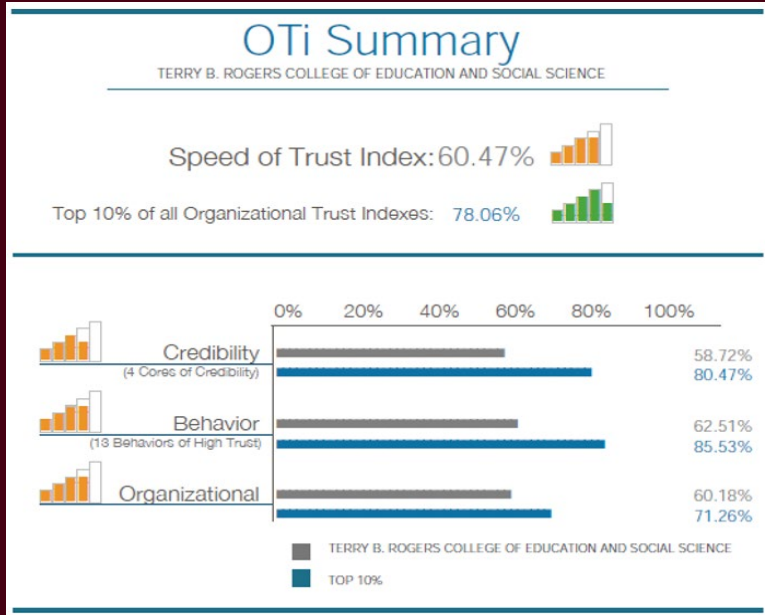 OTi Summary
TERRY B. ROGERS COLLEGE OF EDUCATION AND SOCIAL SCIENCE
Speed of Trust Index: 60.47%
Top 10% of all Organizational Trust Indexes: 78.06%
0% 20% 40% 60% 80% 100%
Credibility 58.72%
(4 Cores of Credibility) 80.47%
Behavior 62.51%
(13 Behaviors of High Trust) 85.53%
Organizational 60.18%
71.26%
TERRY B. ROGERS COLLEGE OF EDUCATION AND SOCIAL SCIENCE
TOP 10%